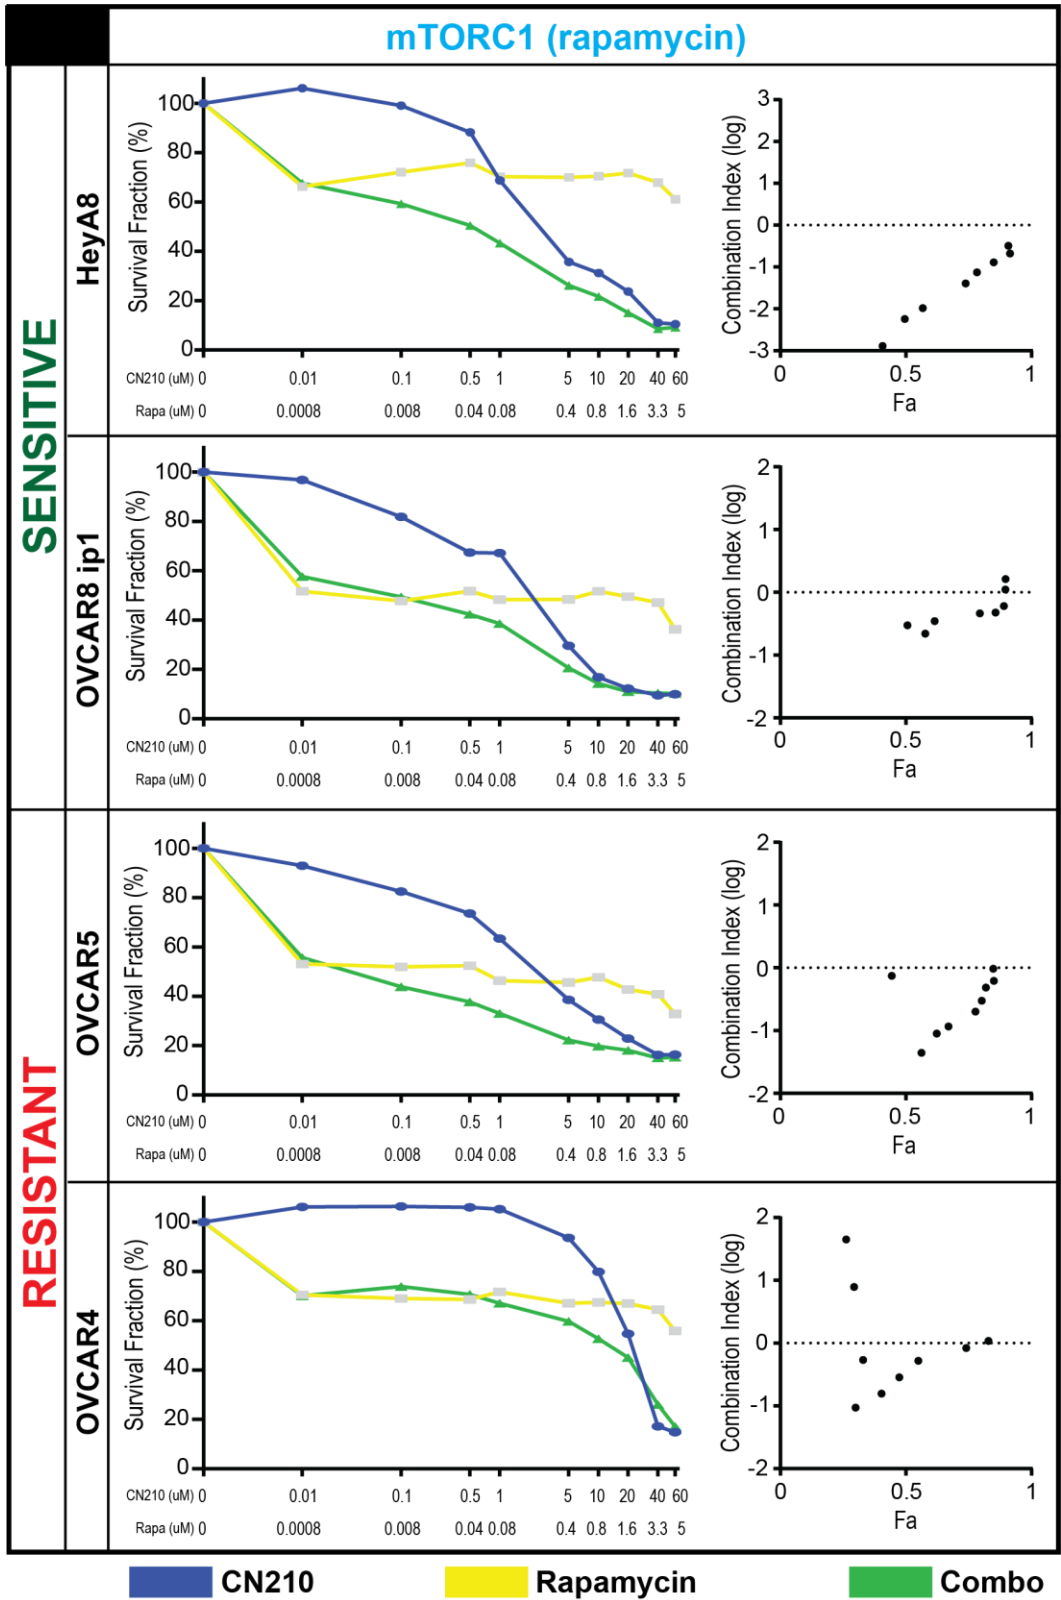 mTORC1 (rapamycin)
SENSITIVE
HeyA8
Survival Fraction (%)
100
80
60
40
20
0
CN210 (uM) 0 0.01 0.1 0.5 1 5 10 20 40 60
Rapa (uM) 0 0.0008 0.008 0.04 0.08 0.4 0.8 1.6 3.3 5
Combination Index (log)
3
2
1
0
-1
-2
-3
0 0.5 1
Fa
OVCAR8 ip1
Survival Fraction (%)
100
80
60
40
20
0
CN210 (uM) 0 0.01 0.1 0.5 1 5 10 20 40 60
Rapa (uM) 0 0.0008 0.008 0.04 0.08 0.4 0.8 1.6 3.3 5
Combination Index (log)
2
1
0
-1
-2
0 0.5 1
Fa
RESISTANT
OVCAR5
Survival Fraction (%)
100
80
60
40
20
0
CN210 (uM) 0 0.01 0.1 0.5 1 5 10 20 40 60
Rapa (uM) 0 0.0008 0.008 0.04 0.08 0.4 0.8 1.6 3.3 5
Combination Index (log)
2
1
0
-1
-2
0 0.5 1
Fa
OVCAR4
Survival Fraction (%)
100
80
60
40
20
0
CN210 (uM) 0 0.01 0.1 0.5 1 5 10 20 40 60
Rapa (uM) 0 0.0008 0.008 0.04 0.08 0.4 0.8 1.6 3.3 5
Combination Index (log)
2
1
0
-1
-2
0 0.5 1
Fa
CN210 Rapamycin Combo